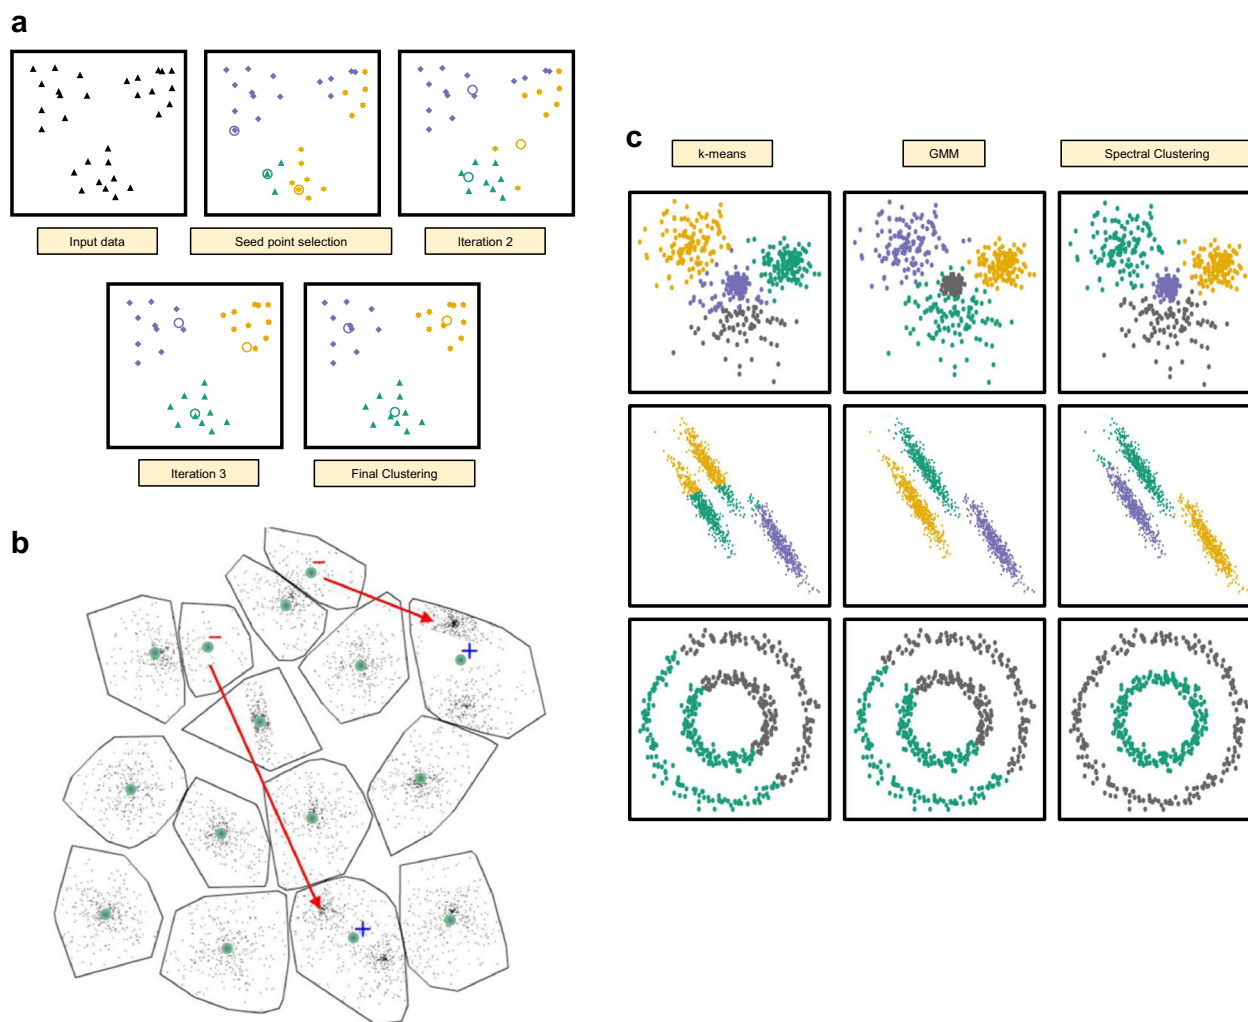 a
Input data
Seed point selection
Iteration 2
Iteration 3
Final Clustering
b
c
k-means
GMM
Spectral Clustering